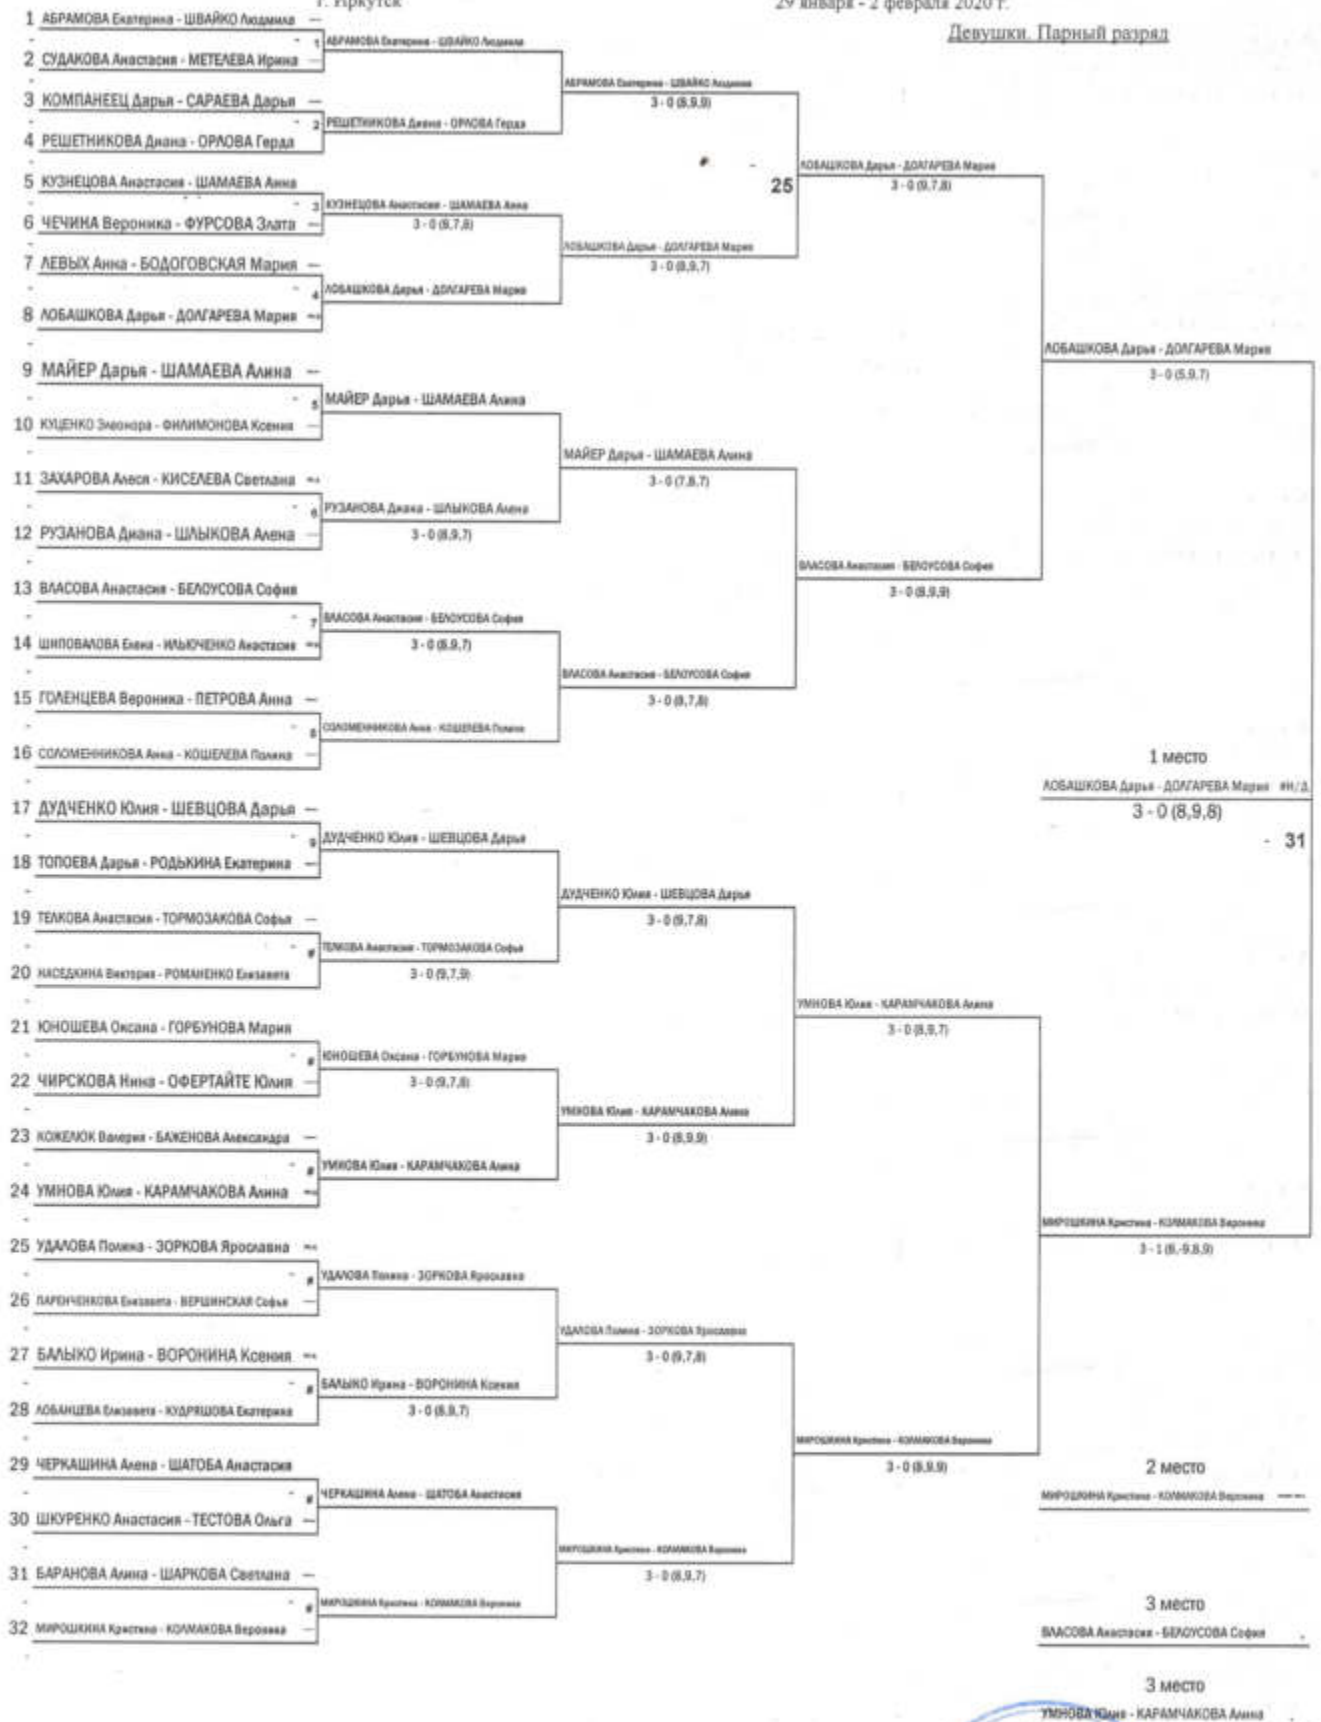 г. Иркутск
29 января - 2 февраля 2020 г.
Девушки. Парный разряд
1 АБРАМОВА Екатерина - ШВАЙКО Людмила
2 СУДАКОВА Анастасия - МЕТЕЛЕВА Ирина
3 КОМПАНЕЕЦ Дарья - САРАЕВА Дарья
4 РЕШЕТНИКОВА Диана - ОРЛОВА Герда
5 КУЗНЕЦОВА Анастасия - ШАМАЕВА Анна
6 ЧЕЧИНА Вероника - ФУРСОВА Злата
7 ЛЕВЫХ Анна - БОДОГОВСКАЯ Мария
8 ЛОБАШКОВА Дарья - ДОЛГАРЕВА Мария
9 МАЙЕР Дарья - ШАМАЕВА Алина
10 КУЦЕНКО Элеонора - ФИЛИМОНОВА Ксения
11 ЗАХАРОВА Алеся - КИСЕЛЕВА Светлана
12 РУЗАНОВА Диана - ШЛЫКОВА Алена
13 ВЛАСОВА Анастасия - БЕЛОУСОВА София
14 ШИПОВАЛОВА Елена - ИЛЬЮЧЕНКО Анастасия
15 ГОЛЕНЦЕВА Вероника - ПЕТРОВА Анна
16 СОЛОМЕННИКОВА Анна - КОШЕЛЕВА Полина
17 ДУДЧЕНКО Юлия - ШЕВЦОВА Дарья
18 ТОПОЕВА Дарья - РОДЬКИНА Екатерина
19 ТЕЛКОВА Анастасия - ТОРМОЗАКОВА Софья
20 НАСЕДКИНА Виктория - РОМАНЕНКО Елизавета
21 ЮНОШЕВА Оксана - ГОРБУНОВА Мария
22 ЧИРСКОВА Нина - ОФЕРТАЙТЕ Юлия
23 КОЖЕЛЮК Валерия - БАЖЕНОВА Александра
24 УМНОВА Юлия - КАРАМЧАКОВА Алина
25 УДАЛОВА Полина - ЗОРКОВА Ярославна
26 ПАРЕНЧЕНКОВА Елизавета - ВЕРШИНСКАЯ Софья
27 БАЛЫКО Ирина - ВОРОНИНА Ксения
28 ЛОБАНЦЕВА Елизавета - КУДРЯШОВА Екатерина
29 ЧЕРКАШИНА Алена - ШАТОБА Анастасия
30 ШКУРЕНКО Анастасия - ТЕСТОВА Ольга
31 БАРАНОВА Алина - ШАРКОВА Светлана
32 МИРОШКИНА Кристина - КОЛМАКОВА Вероника
1 АБРАМОВА Екатерина - ШВАЙКО Людмила
2 РЕШЕТНИКОВА Диана - ОРЛОВА Герда
3 КУЗНЕЦОВА Анастасия - ШАМАЕВА Анна
3 - 0 (8,7,8)
4 ЛОБАШКОВА Дарья - ДОЛГАРЕВА Мария
5 МАЙЕР Дарья - ШАМАЕВА Алина
6 РУЗАНОВА Диана - ШЛЫКОВА Алена
3 - 0 (8,9,7)
7 ВЛАСОВА Анастасия - БЕЛОУСОВА София
3 - 0 (8,9,7)
8 СОЛОМЕННИКОВА Анна - КОШЕЛЕВА Полина
9 ДУДЧЕНКО Юлия - ШЕВЦОВА Дарья
# ТЕЛКОВА Анастасия - ТОРМОЗАКОВА Софья
3 - 0 (9,7,9)
# ЮНОШЕВА Оксана - ГОРБУНОВА Мария
3 - 0 (9,7,8)
# УМНОВА Юлия - КАРАМЧАКОВА Алина
# УДАЛОВА Полина - ЗОРКОВА Ярославна
# БАЛЫКО Ирина - ВОРОНИНА Ксения
3 - 0 (8,9,7)
# ЧЕРКАШИНА Алена - ШАТОБА Анастасия
# МИРОШКИНА Кристина - КОЛМАКОВА Вероника
АБРАМОВА Екатерина - ШВАЙКО Людмила
3 - 0 (8,9,9)
ЛОБАШКОВА Дарья - ДОЛГАРЕВА Мария
3 - 0 (8,9,7)
МАЙЕР Дарья - ШАМАЕВА Алина
3 - 0 (7,8,7)
ВЛАСОВА Анастасия - БЕЛОУСОВА София
3 - 0 (8,7,8)
ДУДЧЕНКО Юлия - ШЕВЦОВА Дарья
3 - 0 (9,7,8)
УМНОВА Юлия - КАРАМЧАКОВА Алина
3 - 0 (8,9,9)
УДАЛОВА Полина - ЗОРКОВА Ярославна
3 - 0 (9,7,8)
МИРОШКИНА Кристина - КОЛМАКОВА Вероника
3 - 0 (8,9,7)
25
ЛОБАШКОВА Дарья - ДОЛГАРЕВА Мария
3 - 0 (9,7,8)
ВЛАСОВА Анастасия - БЕЛОУСОВА София
3 - 0 (8,9,9)
УМНОВА Юлия - КАРАМЧАКОВА Алина
3 - 0 (8,9,7)
МИРОШКИНА Кристина - КОЛМАКОВА Вероника
3 - 0 (8,9,9)
ЛОБАШКОВА Дарья - ДОЛГАРЕВА Мария
3 - 0 (5,9,7)
МИРОШКИНА Кристина - КОЛМАКОВА Вероника
3 - 1 (6,-9,8,9)
1 место
ЛОБАШКОВА Дарья - ДОЛГАРЕВА Мария #Н/Д
3 - 0 (8,9,8)
- 31
2 место
МИРОШКИНА Кристина - КОЛМАКОВА Вероника
3 место
ВЛАСОВА Анастасия - БЕЛОУСОВА София
3 место
УМНОВА Юлия - КАРАМЧАКОВА Алина